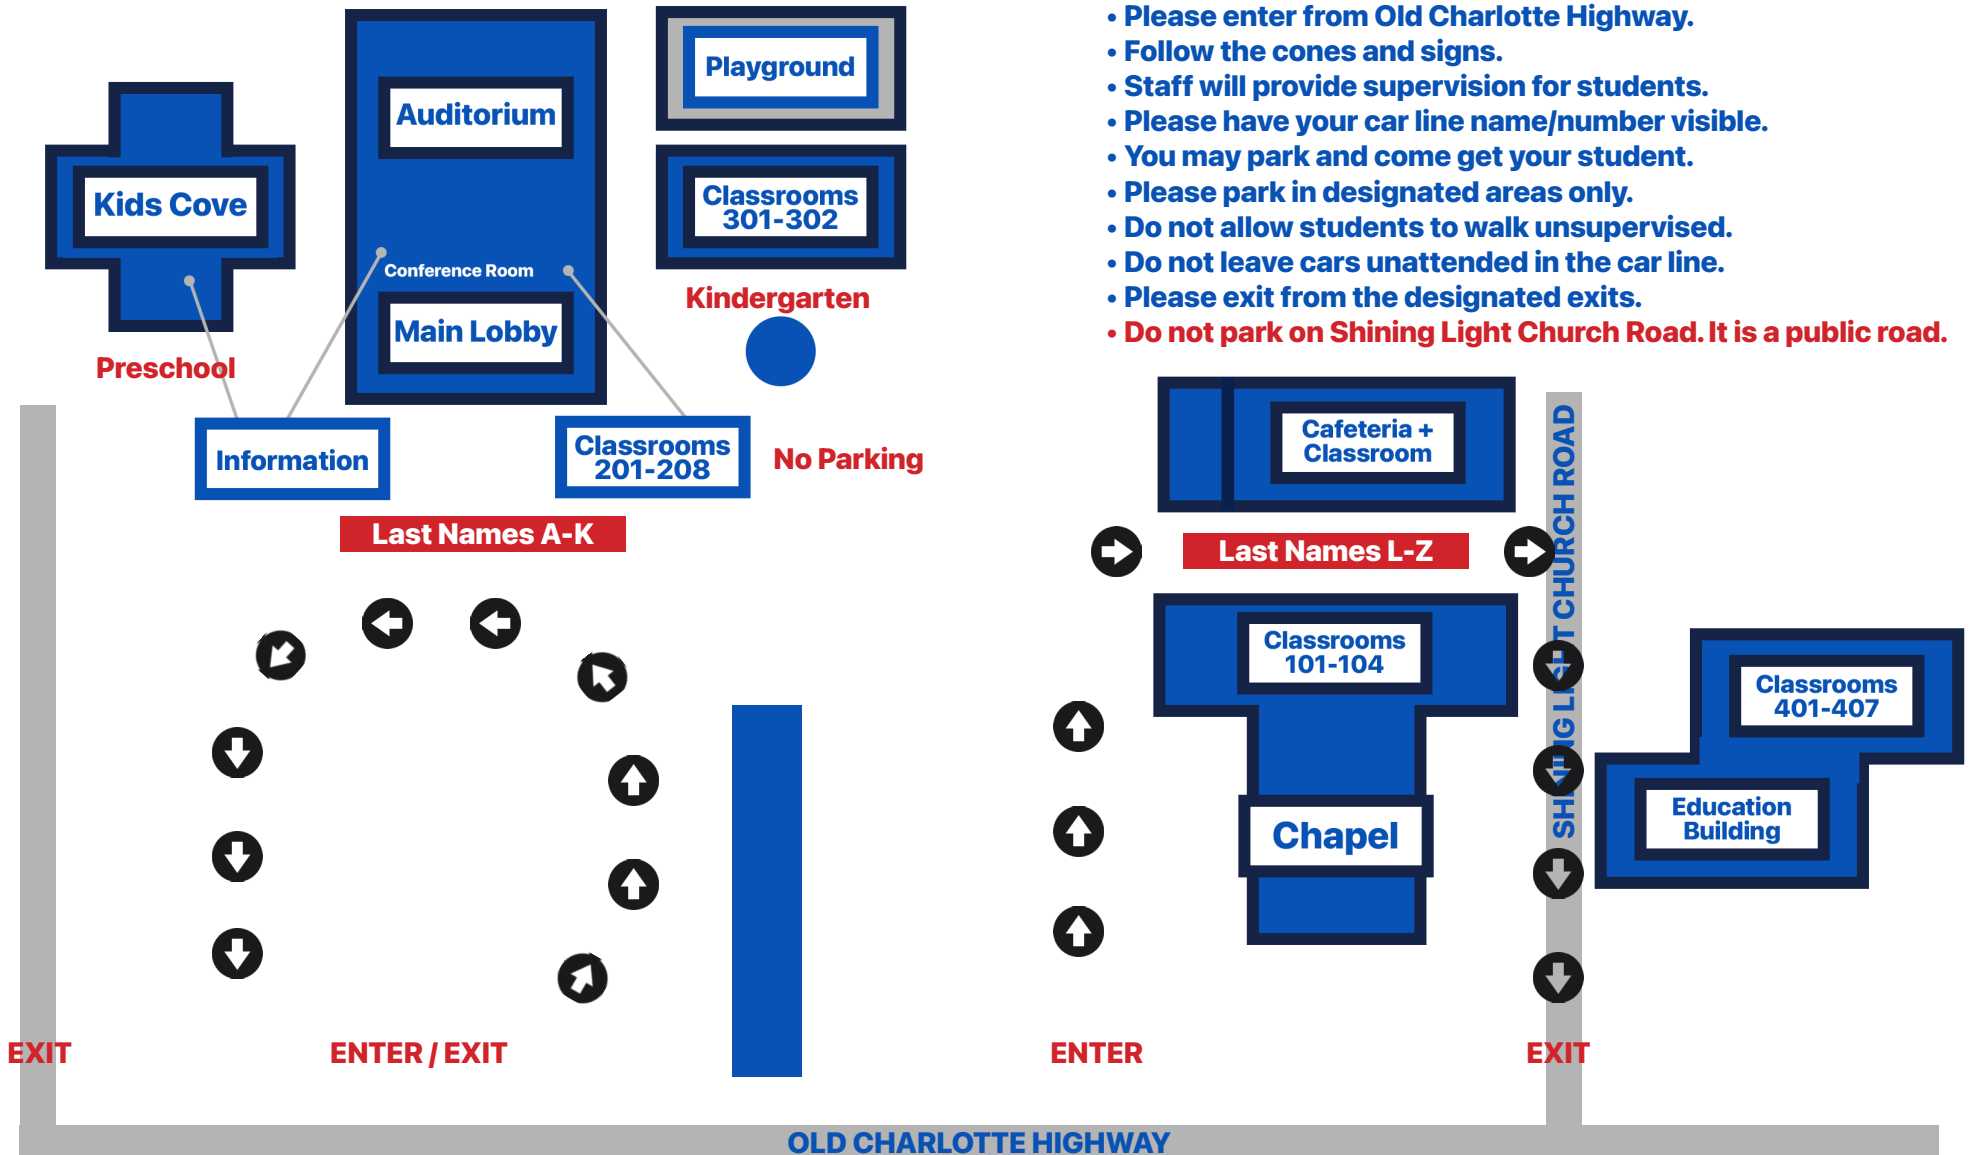 • Please enter from Old Charlotte Highway.
• Follow the cones and signs.
• Staff will provide supervision for students.
• Please have your car line name/number visible.
• You may park and come get your student.
• Please park in designated areas only.
• Do not allow students to walk unsupervised.
• Do not leave cars unattended in the car line.
• Please exit from the designated exits.
• Do not park on Shining Light Church Road. It is a public road.
Playground
Auditorium
Kids Cove
Classrooms
301-302
Conference Room
Kindergarten
Main Lobby
Preschool
Information
Classrooms
201-208
No Parking
Cafeteria +
Classroom
Last Names A-K
Last Names L-Z
SHINING LIGHT CHURCH ROAD
Classrooms
101-104
Classrooms
401-407
Education
Building
Chapel
EXIT
ENTER / EXIT
ENTER
EXIT
OLD CHARLOTTE HIGHWAY